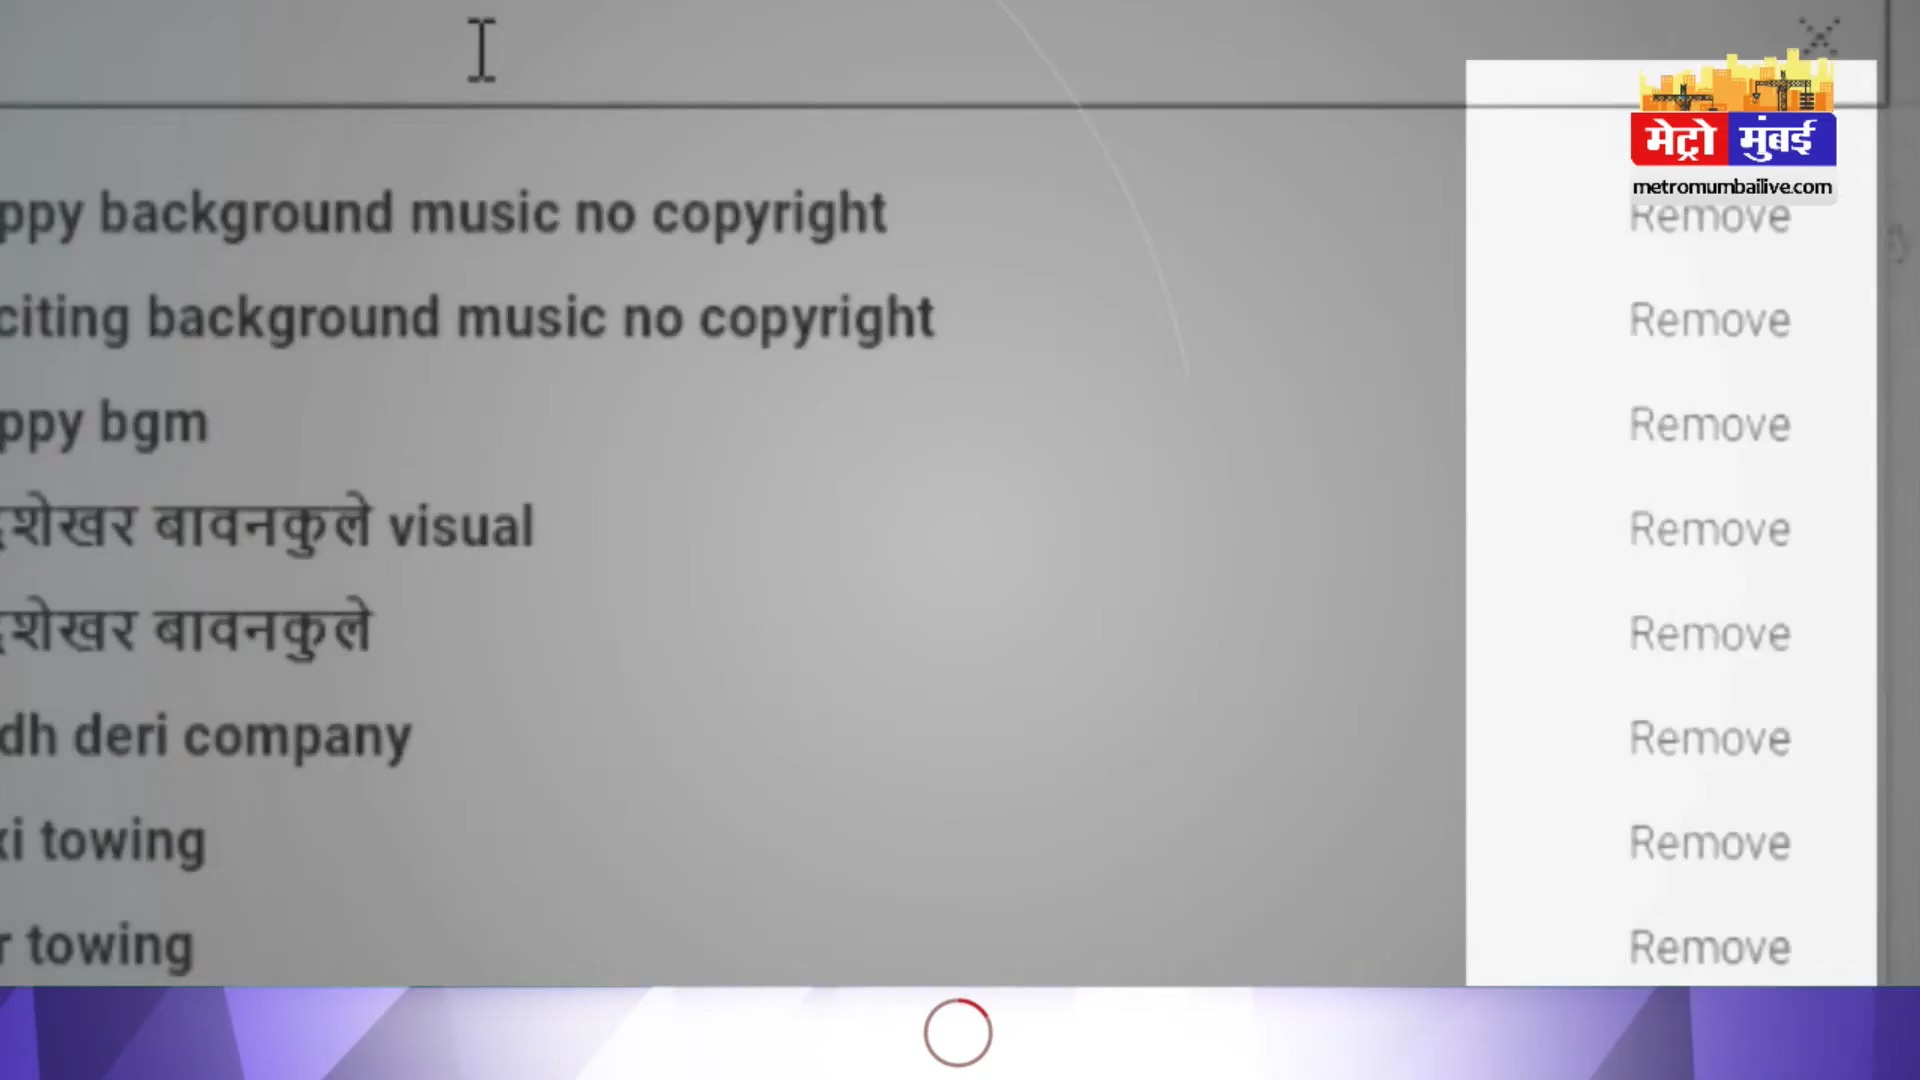 मेट्रो मुंबई
metromumbailive.com
ppy background music no copyright Remove
citing background music no copyright Remove
ppy bgm Remove
शेखर बावनकुले visual Remove
शेखर बावनकुले Remove
dh deri company Remove
xi towing Remove
r towing Remove